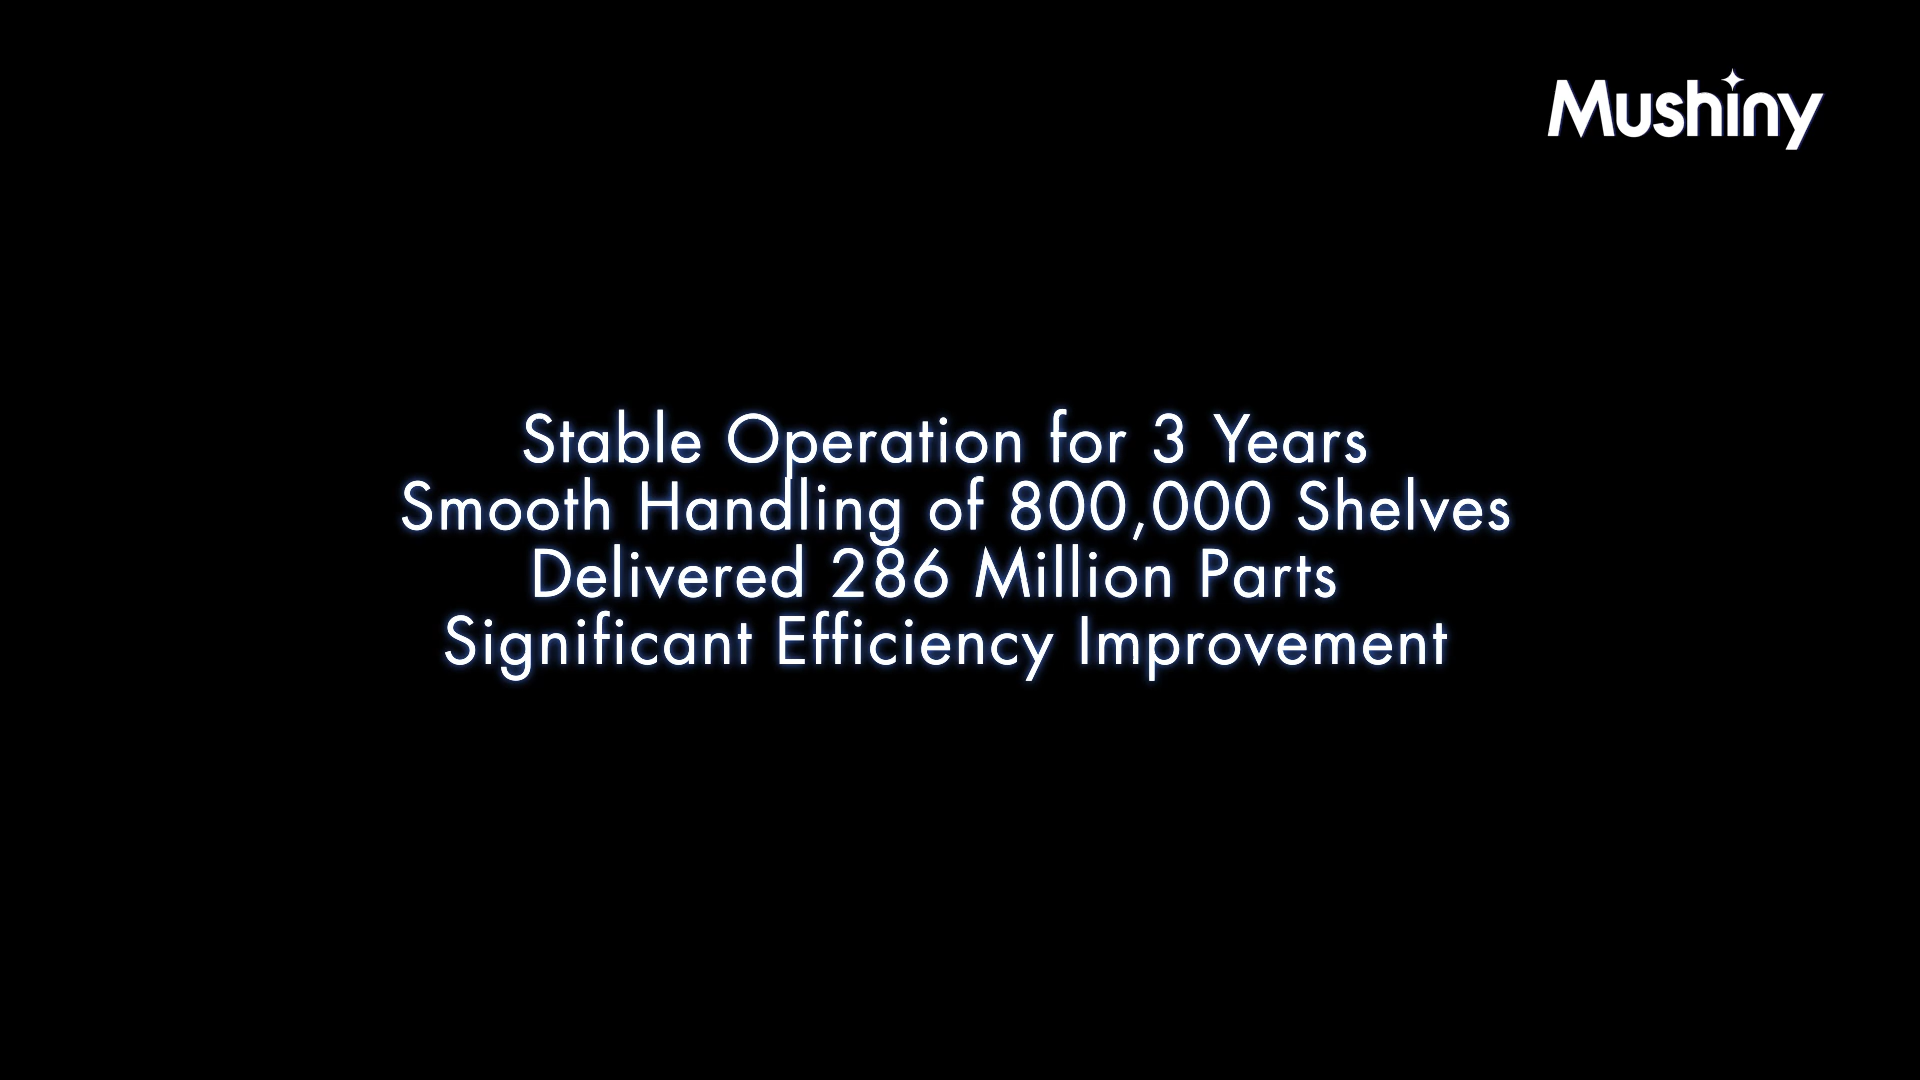 Mushiny
Stable Operation for 3 Years
Smooth Handling of 800,000 Shelves
Delivered 286 Million Parts
Significant Efficiency Improvement